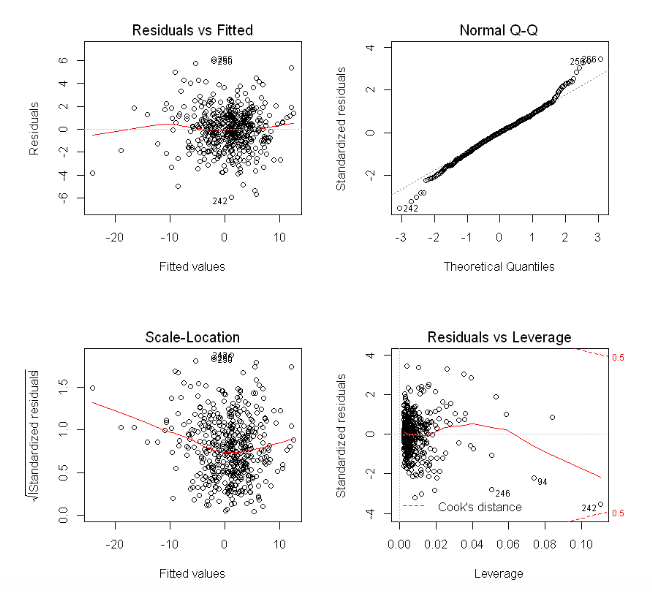 Residuals vs Fitted
Residuals
-6 -4 -2 0 2 4 6
-20 -10 0 10
Fitted values
242
Normal Q-Q
Standardized residuals
-2 0 2 4
-3 -2 -1 0 1 2 3
Theoretical Quantiles
242
Scale-Location
√|Standardized residuals|
0.0 0.5 1.0 1.5
-20 -10 0 10
Fitted values
Residuals vs Leverage
Standardized residuals
-4 -2 0 2 4
0.00 0.02 0.04 0.06 0.08 0.10
Leverage
0.5
94
246
242
Cook's distance
0.5